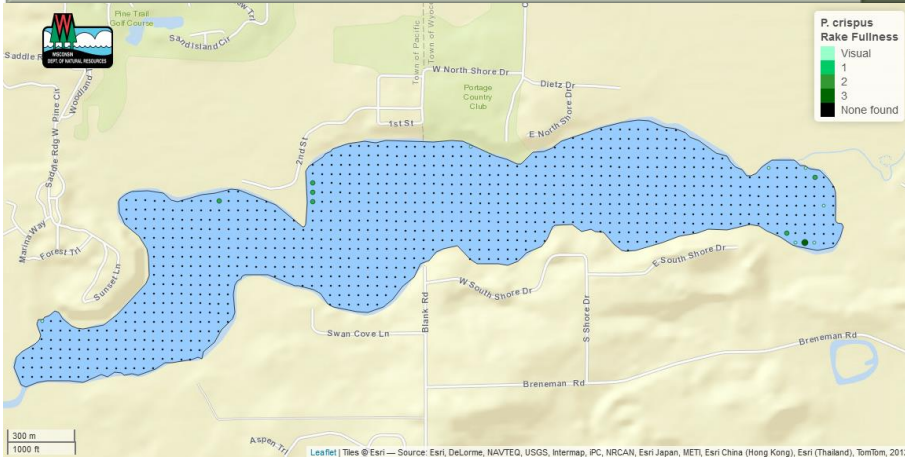 Pine Trail
Golf Course
Sandisland Cir
WISCONSIN
DEPT. OF NATURAL RESOURCES
Woodland
Saddle Rdg W. Pine Cir
Marina Way
Forest Trl
Sunset Ln
2nd St
1st St
Town of Pacific
Town of Wyoce
W North Shore Dr
Portage
Country
Club
Dietz Dr
E North Shore Dr
P. crispus
Rake Fullness
Visual
1
2
3
None found
Swan Cove Ln
Blank Rd
W South Shore Dr
S Shore Dr
E South Shore Dr
Breneman Rd
Breneman Rd
Aspen Trl
300 m
1000 ft
Leaflet | Tiles © Esri — Source: Esri, DeLorme, NAVTEQ, USGS, Intermap, iPC, NRCAN, Esri Japan, METI, Esri China (Hong Kong), Esri (Thailand), TomTom, 201